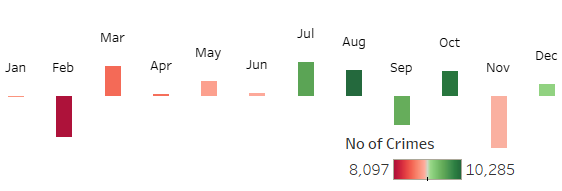 Jan
Feb
Mar
Apr
May
Jun
Jul
Aug
Sep
Oct
Nov
Dec
No of Crimes
8,097 10,285